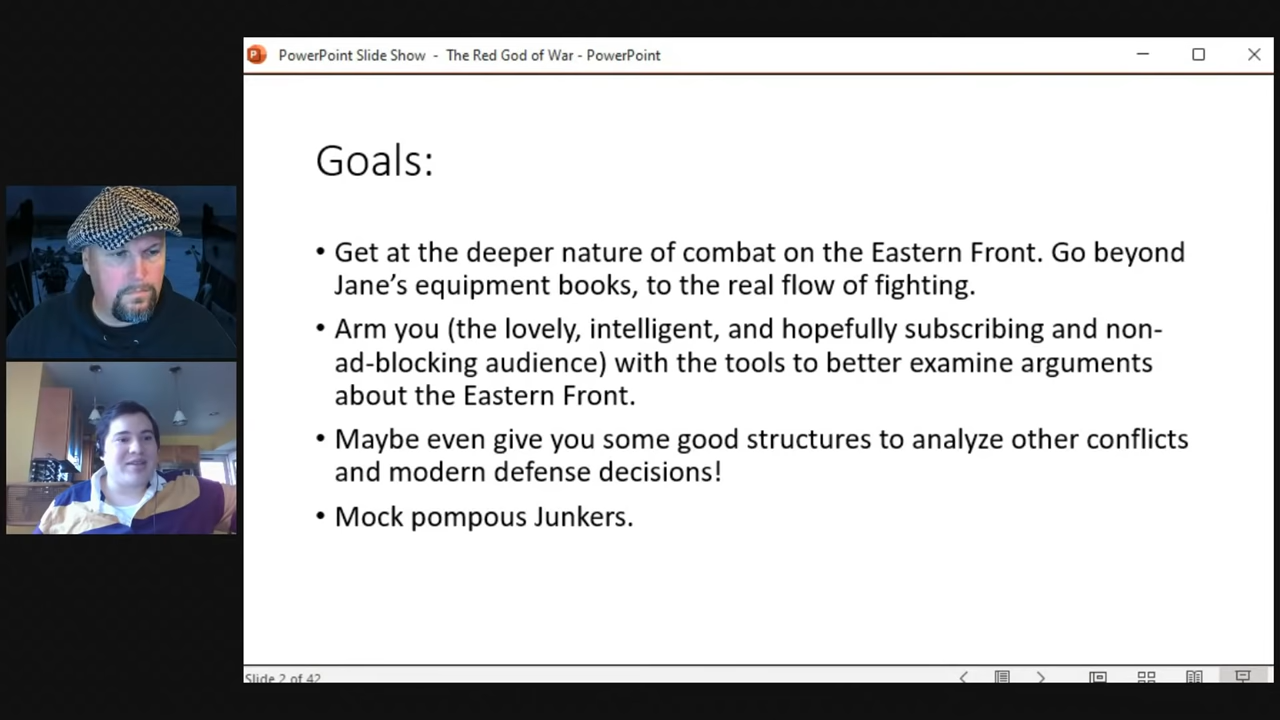 PowerPoint Slide Show - The Red God of War - PowerPoint
Goals:
• Get at the deeper nature of combat on the Eastern Front. Go beyond
Jane’s equipment books, to the real flow of fighting.
• Arm you (the lovely, intelligent, and hopefully subscribing and non-
ad-blocking audience) with the tools to better examine arguments
about the Eastern Front.
• Maybe even give you some good structures to analyze other conflicts
and modern defense decisions!
• Mock pompous Junkers.
Slide 2 of 42